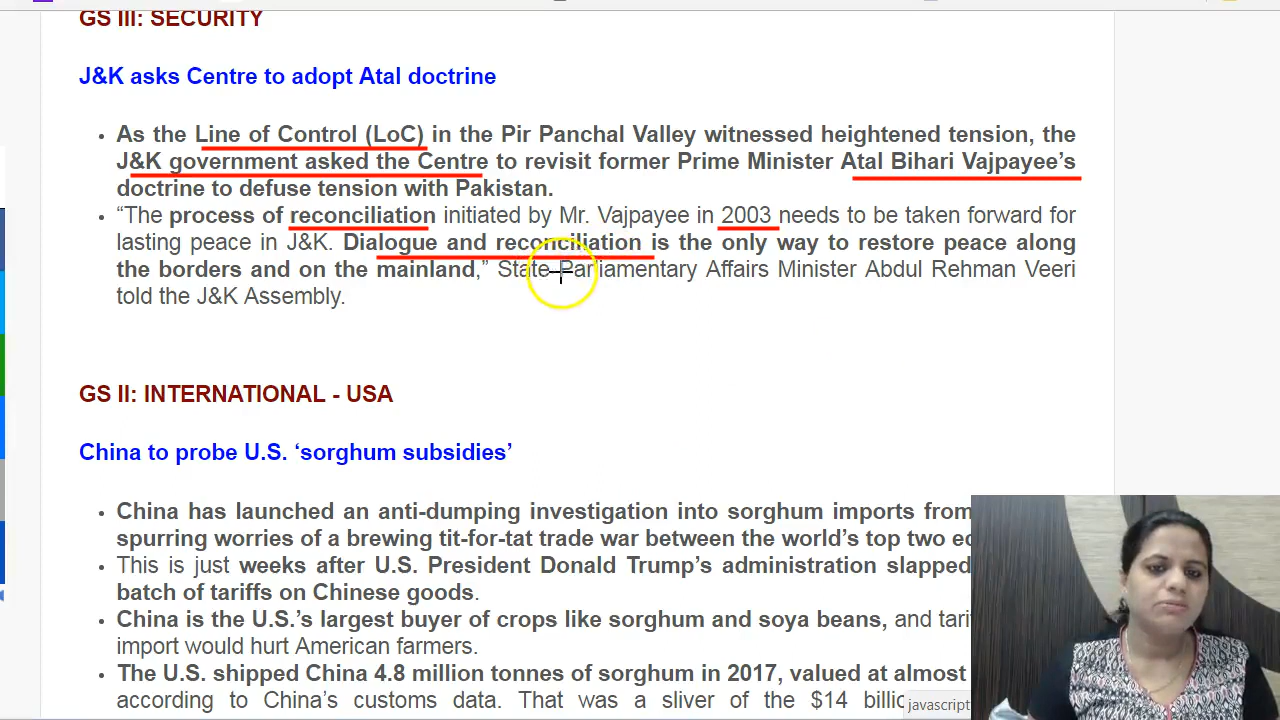 GS III: SECURITY
J&K asks Centre to adopt Atal doctrine
• As the Line of Control (LoC) in the Pir Panchal Valley witnessed heightened tension, the
J&K government asked the Centre to revisit former Prime Minister Atal Bihari Vajpayee’s
doctrine to defuse tension with Pakistan.
• “The process of reconciliation initiated by Mr. Vajpayee in 2003 needs to be taken forward for
lasting peace in J&K. Dialogue and reconciliation is the only way to restore peace along
the borders and on the mainland,” State Parliamentary Affairs Minister Abdul Rehman Veeri
told the J&K Assembly.
GS II: INTERNATIONAL - USA
China to probe U.S. ‘sorghum subsidies’
• China has launched an anti-dumping investigation into sorghum imports from
spurring worries of a brewing tit-for-tat trade war between the world’s top two
• This is just weeks after U.S. President Donald Trump’s administration slapped
batch of tariffs on Chinese goods.
• China is the U.S.’s largest buyer of crops like sorghum and soya beans, and
import would hurt American farmers.
• The U.S. shipped China 4.8 million tonnes of sorghum in 2017, valued at almost
according to China’s customs data. That was a sliver of the $14
javascript